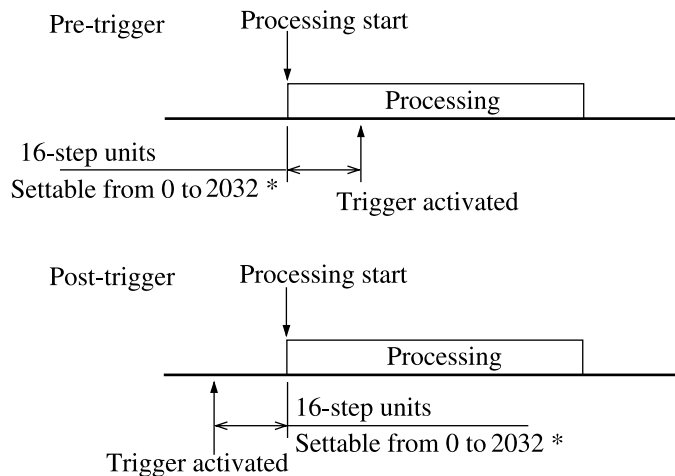 Pre-trigger
Processing start
Processing
16-step units
Settable from 0 to 2032 *
Trigger activated
Post-trigger
Processing start
Processing
16-step units
Settable from 0 to 2032 *
Trigger activated